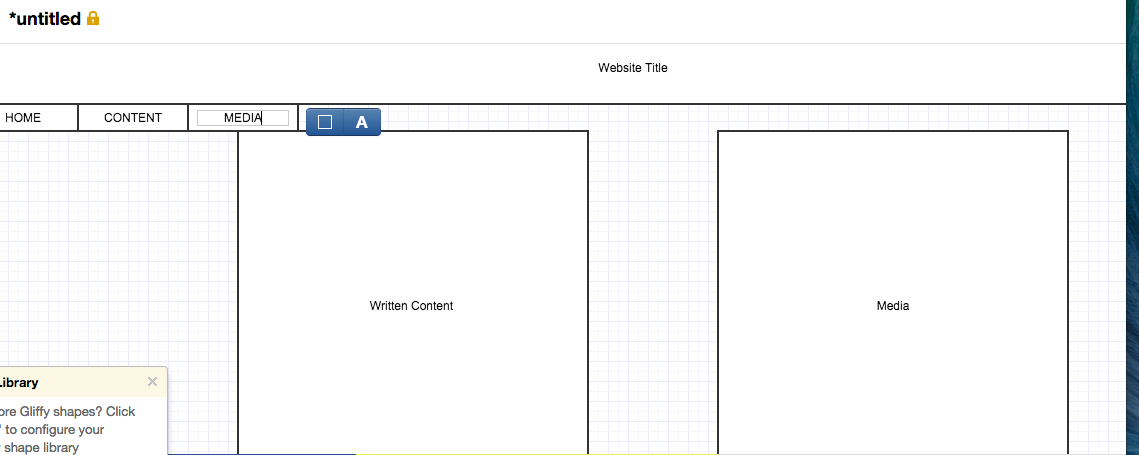 *untitled
Website Title
HOME CONTENT MEDIA A
Written Content
Media
Library
ore Gliffy shapes? Click
" to configure your
shape library